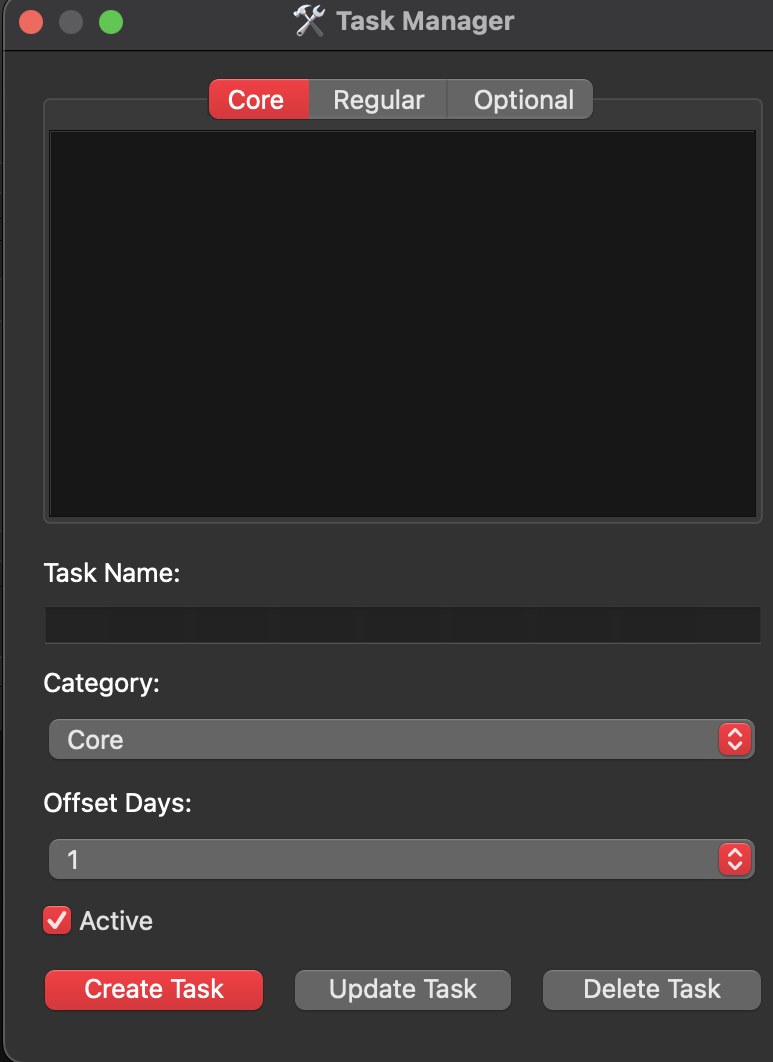 🛠 Task Manager
Core Regular Optional
Task Name:
Category:
Core
Offset Days:
1
Active
Create Task Update Task Delete Task